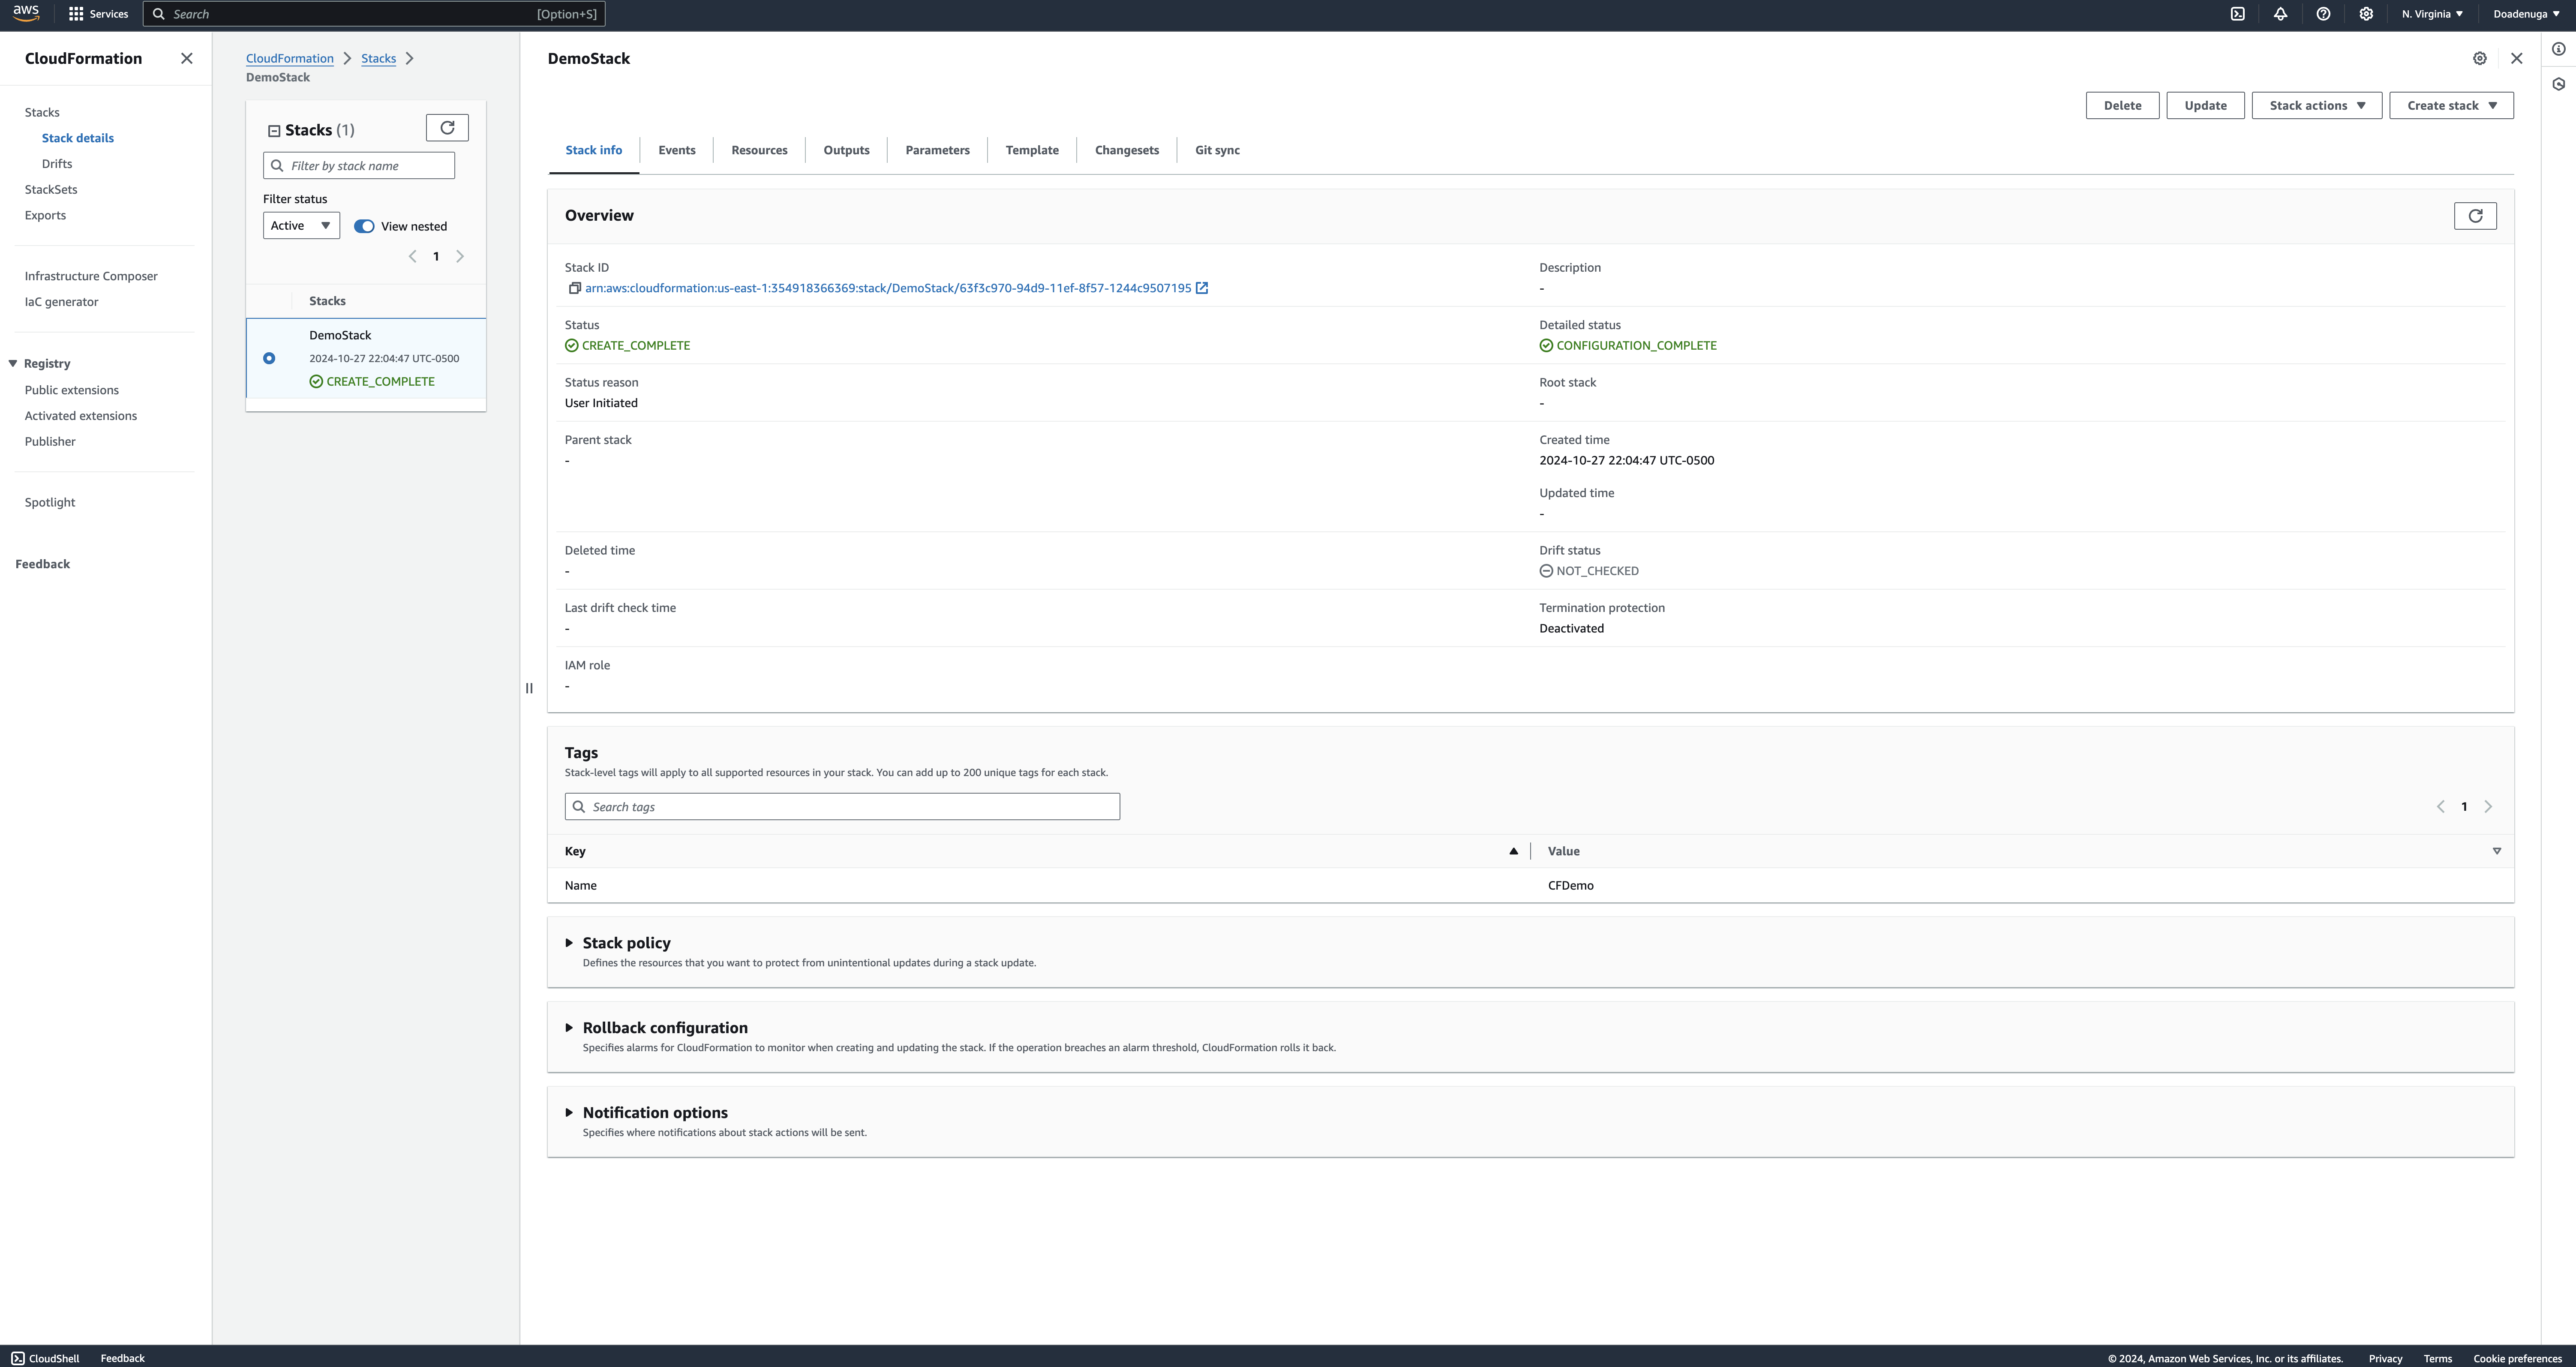 aws
Services
Search
[Option+S]
N. Virginia
Doadenuga
CloudFormation
Stacks
Stack details
Drifts
StackSets
Exports
Infrastructure Composer
IaC generator
Registry
Public extensions
Activated extensions
Publisher
Spotlight
Feedback
CloudFormation
Stacks
DemoStack
Stacks (1)
Filter by stack name
Filter status
Active
View nested
1
Stacks
DemoStack
2024-10-27 22:04:47 UTC-0500
CREATE_COMPLETE
DemoStack
Delete
Update
Stack actions
Create stack
Stack info
Events
Resources
Outputs
Parameters
Template
Changesets
Git sync
Overview
Stack ID
arn:aws:cloudformation:us-east-1:354918366369:stack/DemoStack/63f3c970-94d9-11ef-8f57-1244c9507195
Description
-
Status
CREATE_COMPLETE
Detailed status
CONFIGURATION_COMPLETE
Status reason
User Initiated
Root stack
-
Parent stack
-
Created time
2024-10-27 22:04:47 UTC-0500
Updated time
-
Deleted time
-
Drift status
NOT_CHECKED
Last drift check time
-
Termination protection
Deactivated
IAM role
-
Tags
Stack-level tags will apply to all supported resources in your stack. You can add up to 200 unique tags for each stack.
Search tags
1
Key
Value
Name
CFDemo
Stack policy
Defines the resources that you want to protect from unintentional updates during a stack update.
Rollback configuration
Specifies alarms for CloudFormation to monitor when creating and updating the stack. If the operation breaches an alarm threshold, CloudFormation rolls it back.
Notification options
Specifies where notifications about stack actions will be sent.
CloudShell
Feedback
© 2024, Amazon Web Services, Inc. or its affiliates.
Privacy
Terms
Cookie preferences